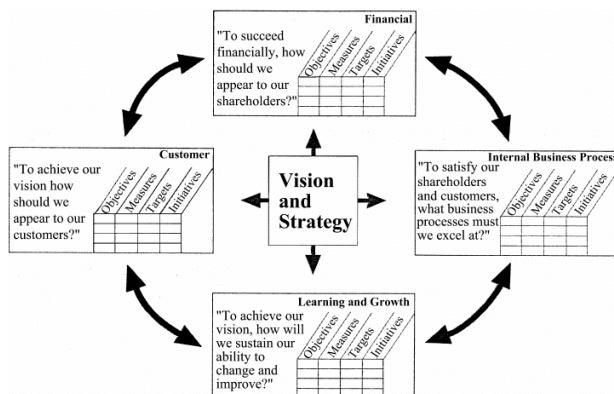 Financial
"To succeed
financially, how
should we
appear to our
shareholders?"
Objectives
Measures
Targets
Initiatives
Customer
"To achieve our
vision how
should we
appear to our
customers?"
Objectives
Measures
Targets
Initiatives
Vision
and
Strategy
Internal Business Process
"To satisfy our
shareholders
and customers,
what business
processes must
we excel at?"
Objectives
Measures
Targets
Initiatives
Learning and Growth
"To achieve our
vision, how will
we sustain our
ability to
change and
improve?"
Objectives
Measures
Targets
Initiatives